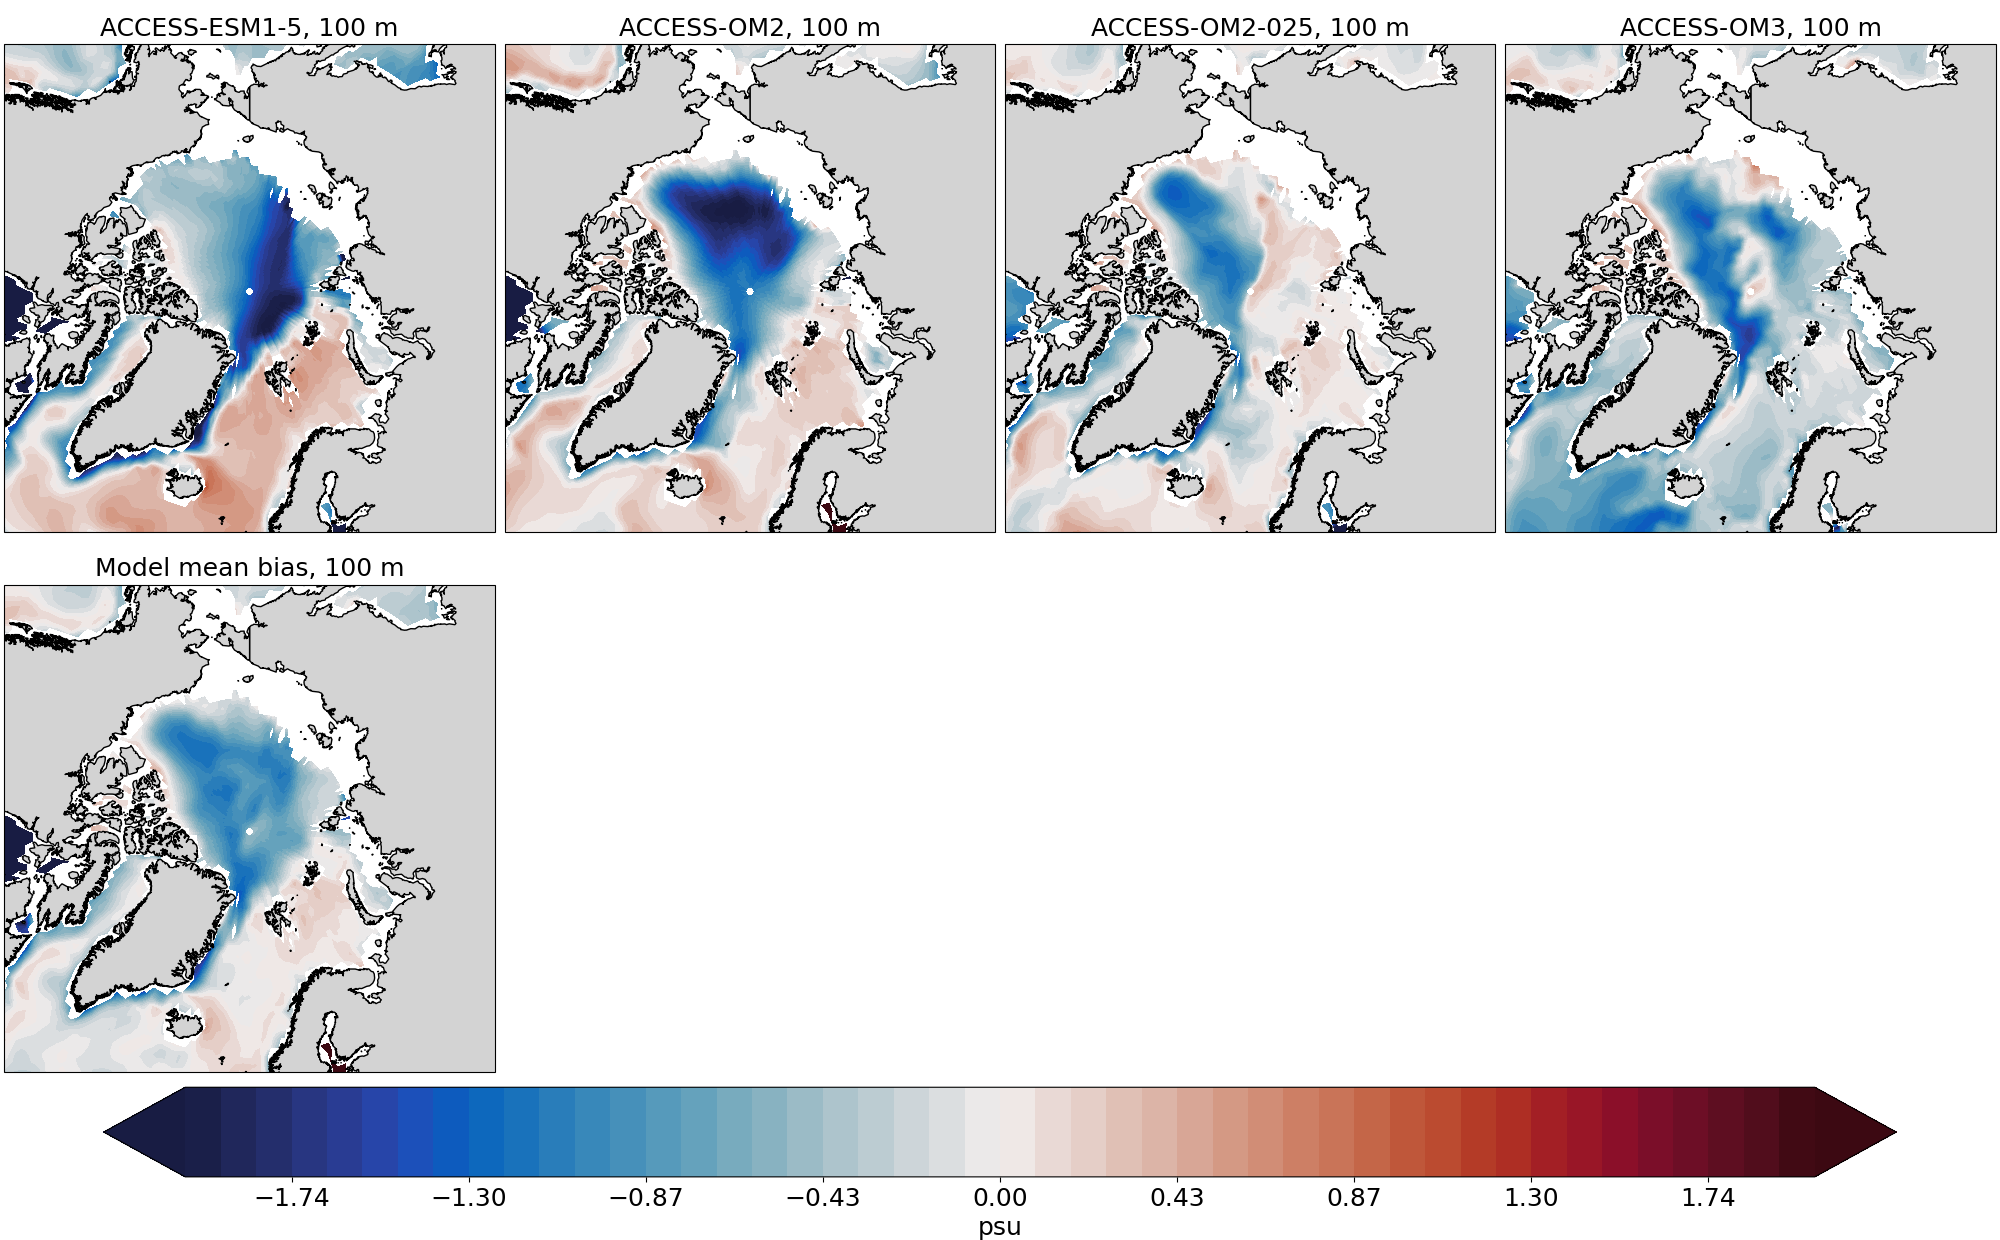 ACCESS-ESM1-5, 100 m
ACCESS-OM2, 100 m
ACCESS-OM2-025, 100 m
ACCESS-OM3, 100 m
Model mean bias, 100 m
−1.74 −1.30 −0.87 −0.43 0.00 0.43 0.87 1.30 1.74
psu